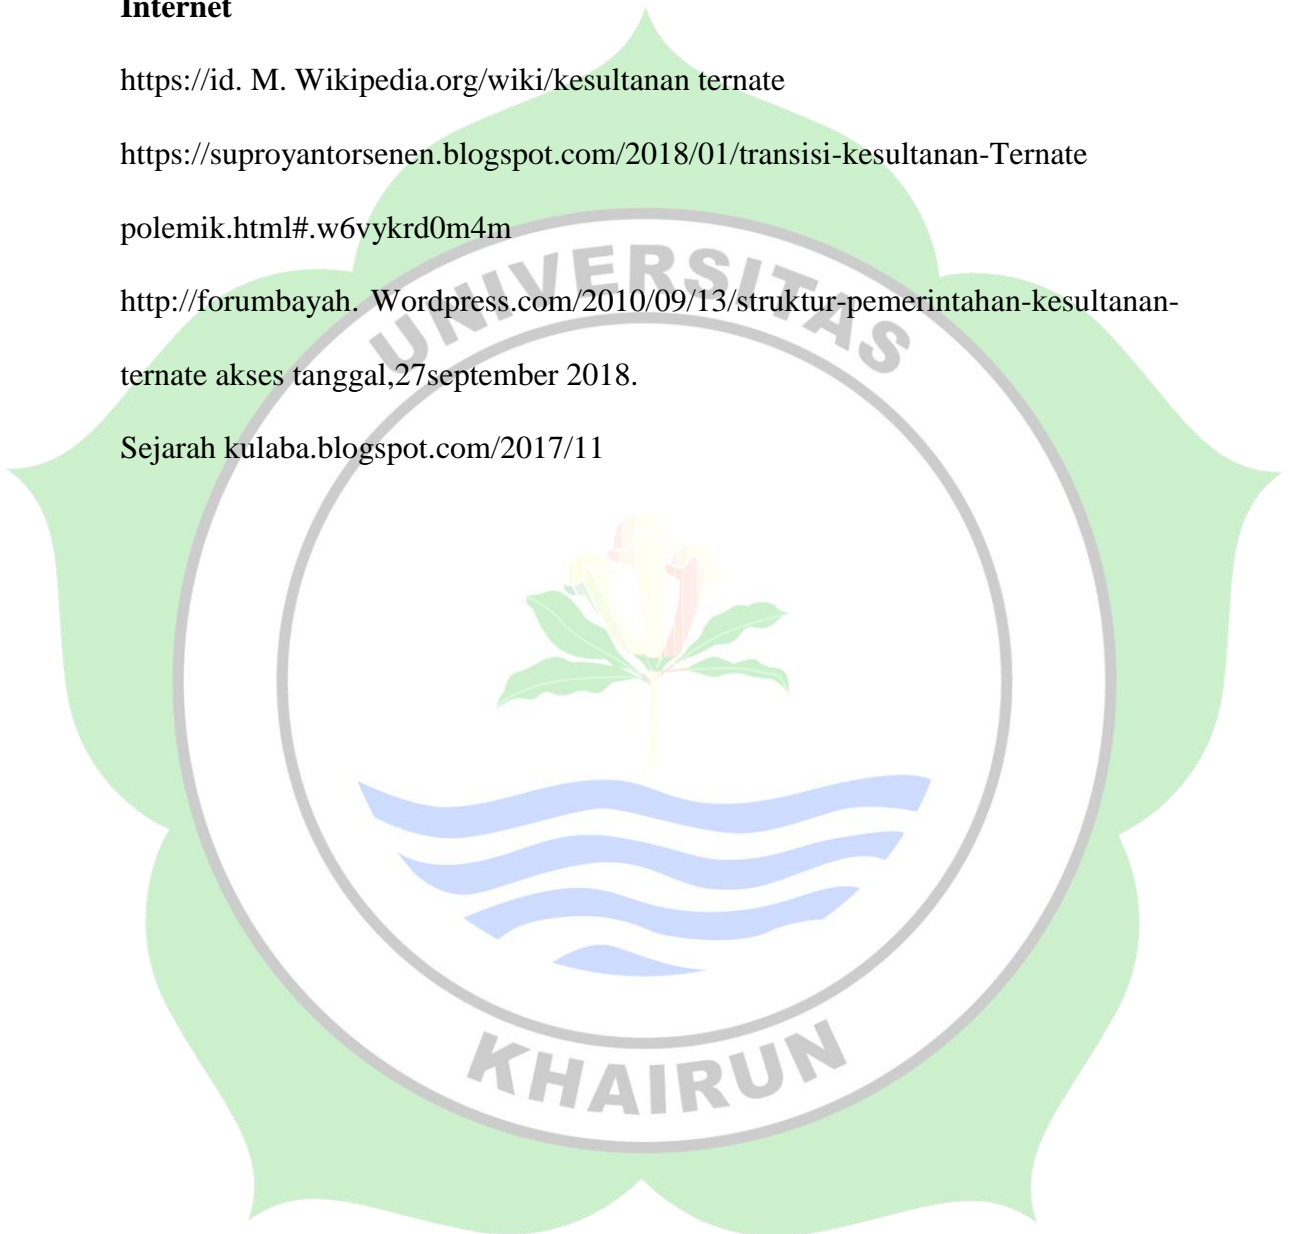 Internet
https://id. M. Wikipedia.org/wiki/kesultanan ternate
https://suproyantorsenen.blogspot.com/2018/01/transisi-kesultanan-Ternate
polemik.html#.w6vykrd0m4m
UNIVERSITAS
http://forumbayah. Wordpress.com/2010/09/13/struktur-pemerintahan-kesultanan-
ternate akses tanggal,27september 2018.
Sejarah kulaba.blogspot.com/2017/11
KHAIRUN